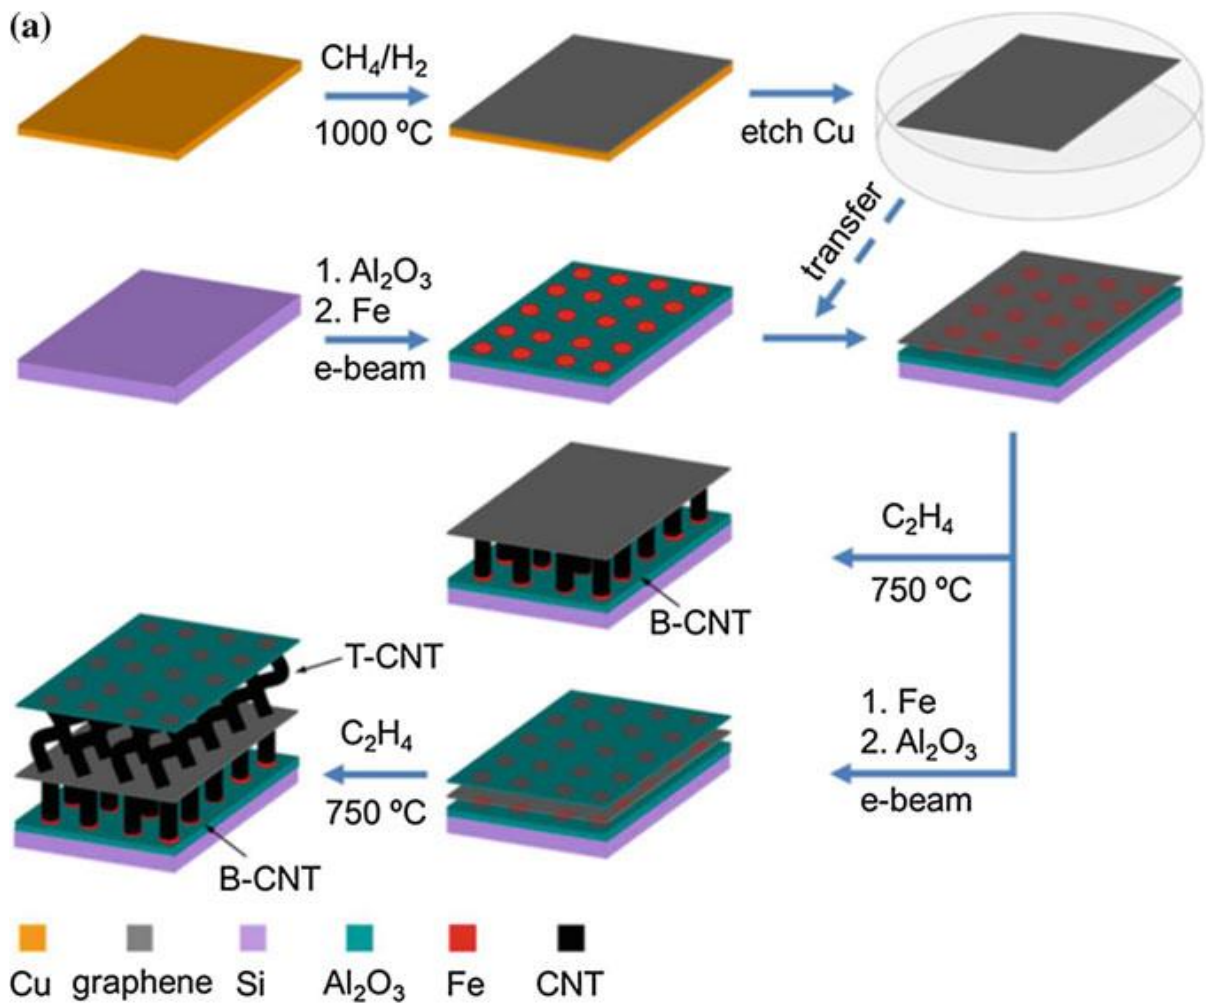 (a)
CH₄/H₂
1000 ºC
etch Cu
transfer
1. Al₂O₃
2. Fe
e-beam
C₂H₄
750 ºC
B-CNT
T-CNT
1. Fe
2. Al₂O₃
e-beam
C₂H₄
750 ºC
B-CNT
Cu graphene Si Al₂O₃ Fe CNT